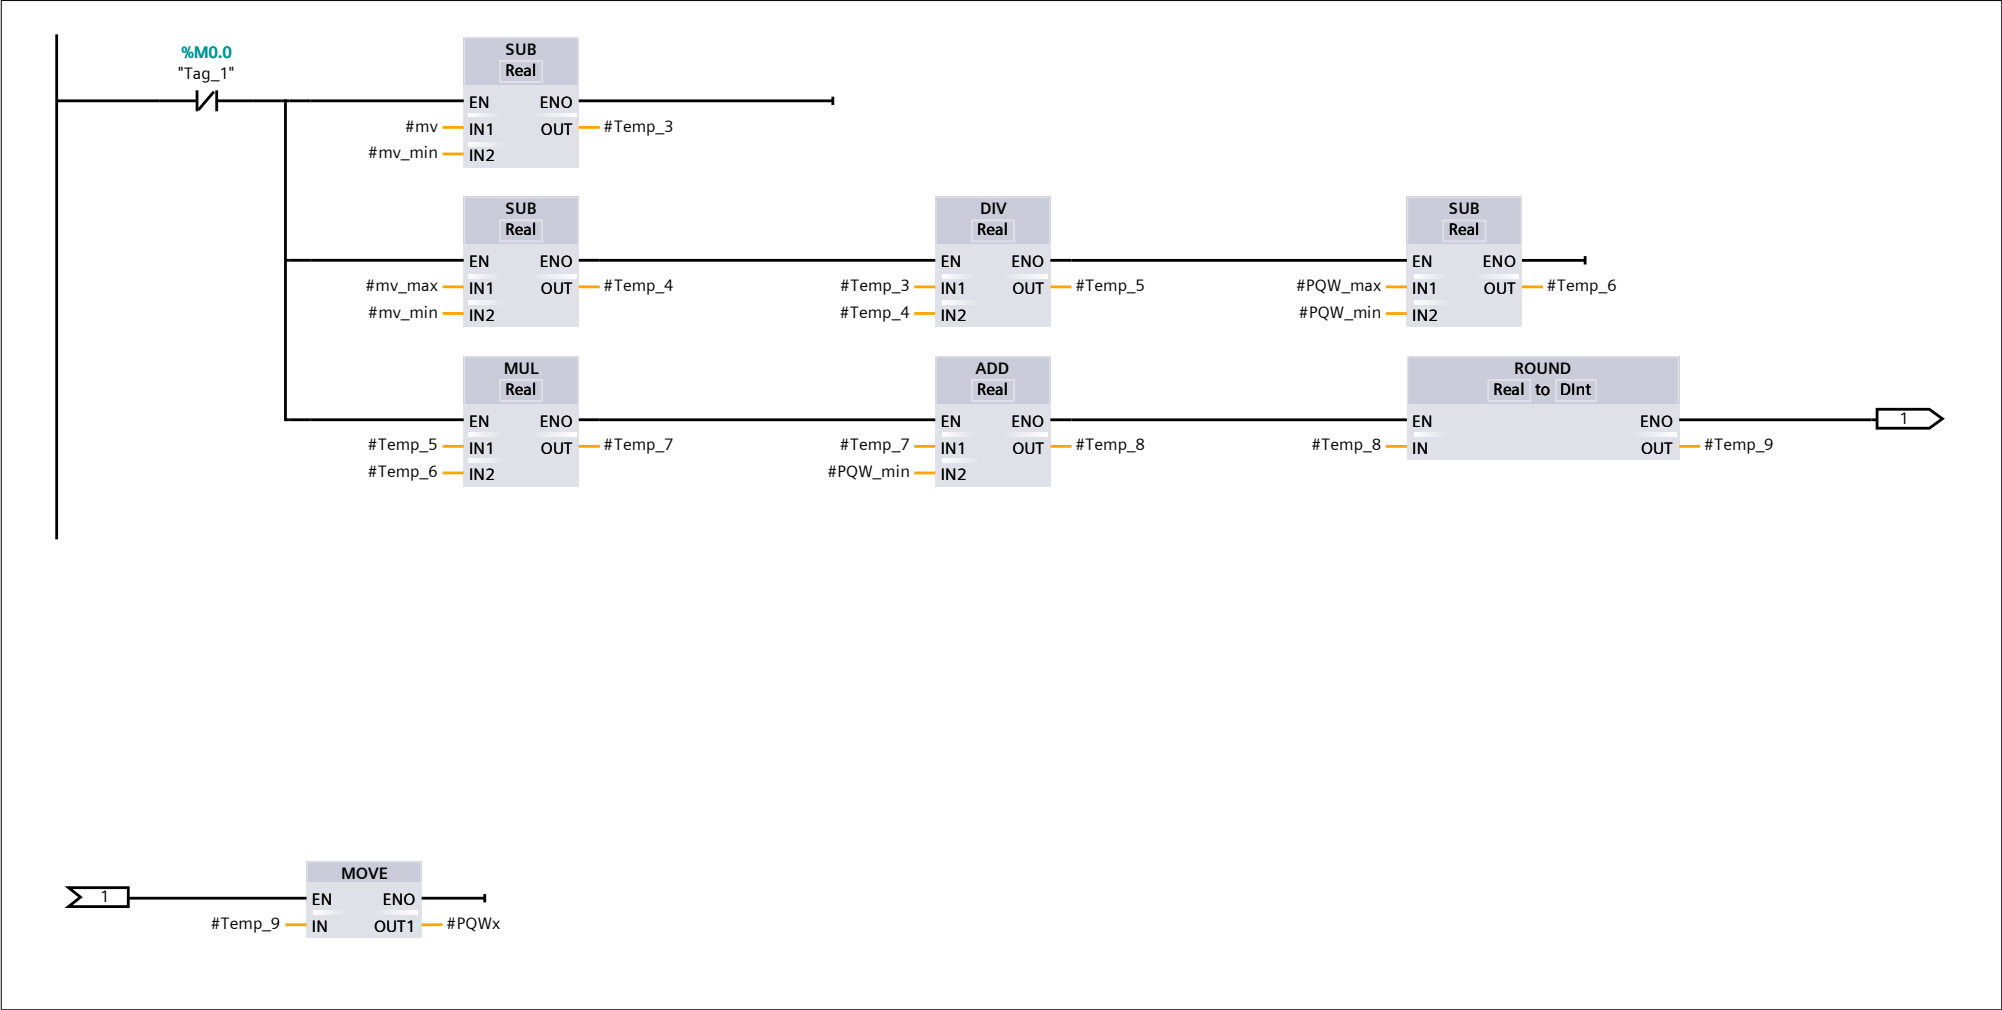 %M0.0
"Tag_1"
SUB
Real
EN ENO
#mv IN1 OUT #Temp_3
#mv_min IN2
SUB
Real
EN ENO
#mv_max IN1 OUT #Temp_4
#mv_min IN2
DIV
Real
EN ENO
#Temp_3 IN1 OUT #Temp_5
#Temp_4 IN2
SUB
Real
EN ENO
#PQW_max IN1 OUT #Temp_6
#PQW_min IN2
MUL
Real
EN ENO
#Temp_5 IN1 OUT #Temp_7
#Temp_6 IN2
ADD
Real
EN ENO
#Temp_7 IN1 OUT #Temp_8
#PQW_min IN2
ROUND
Real to DInt
EN ENO
#Temp_8 IN OUT #Temp_9
1
1
MOVE
EN ENO
#Temp_9 IN OUT1 #PQWx